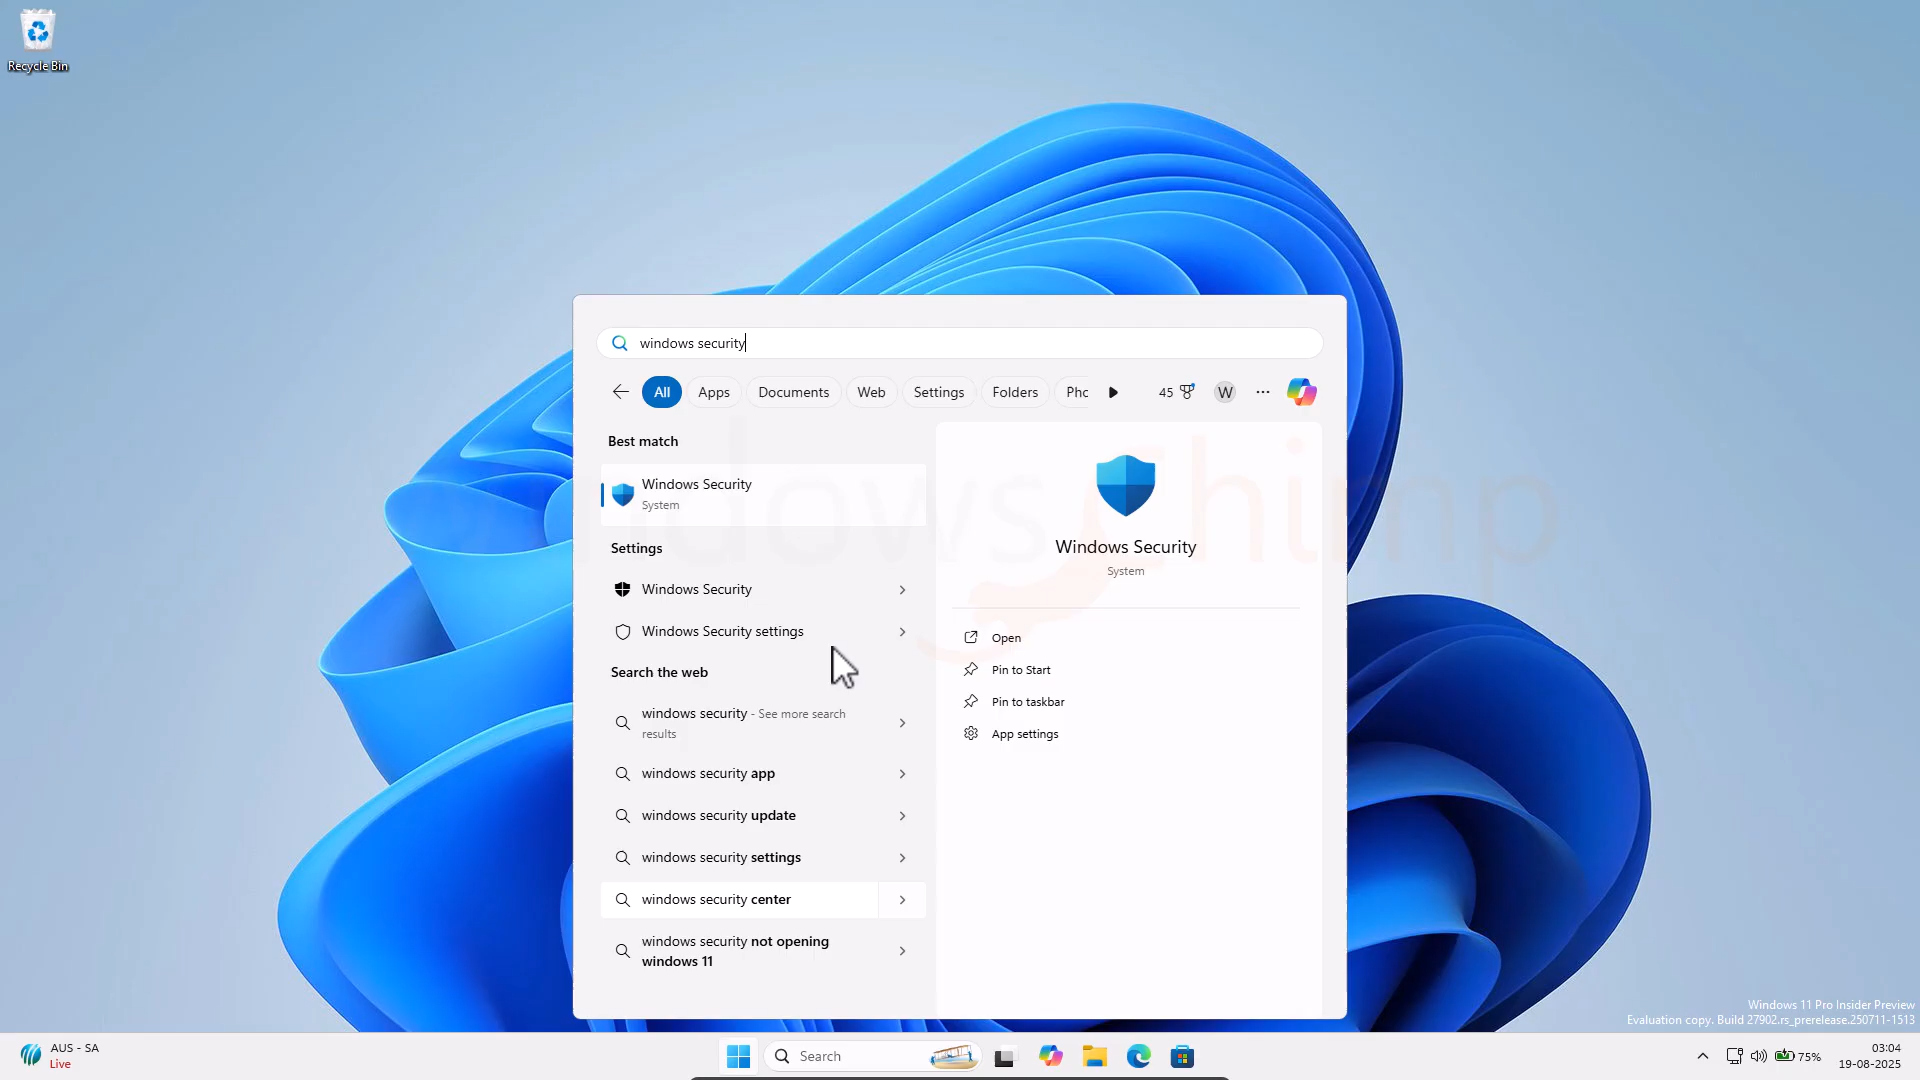 Recycle Bin
windows security
All
Apps
Documents
Web
Settings
Folders
Pho
45
W
Best match
Windows Security
System
Settings
Windows Security
Windows Security settings
Search the web
windows security - See more search
results
windows security app
windows security update
windows security settings
windows security center
windows security not opening
windows 11
Windows Security
System
Open
Pin to Start
Pin to taskbar
App settings
Windows 11 Pro Insider Preview
Evaluation copy. Build 27902.rs_prerelease.250711-1513
AUS - SA
Live
Search
75%
03:04
19-08-2025